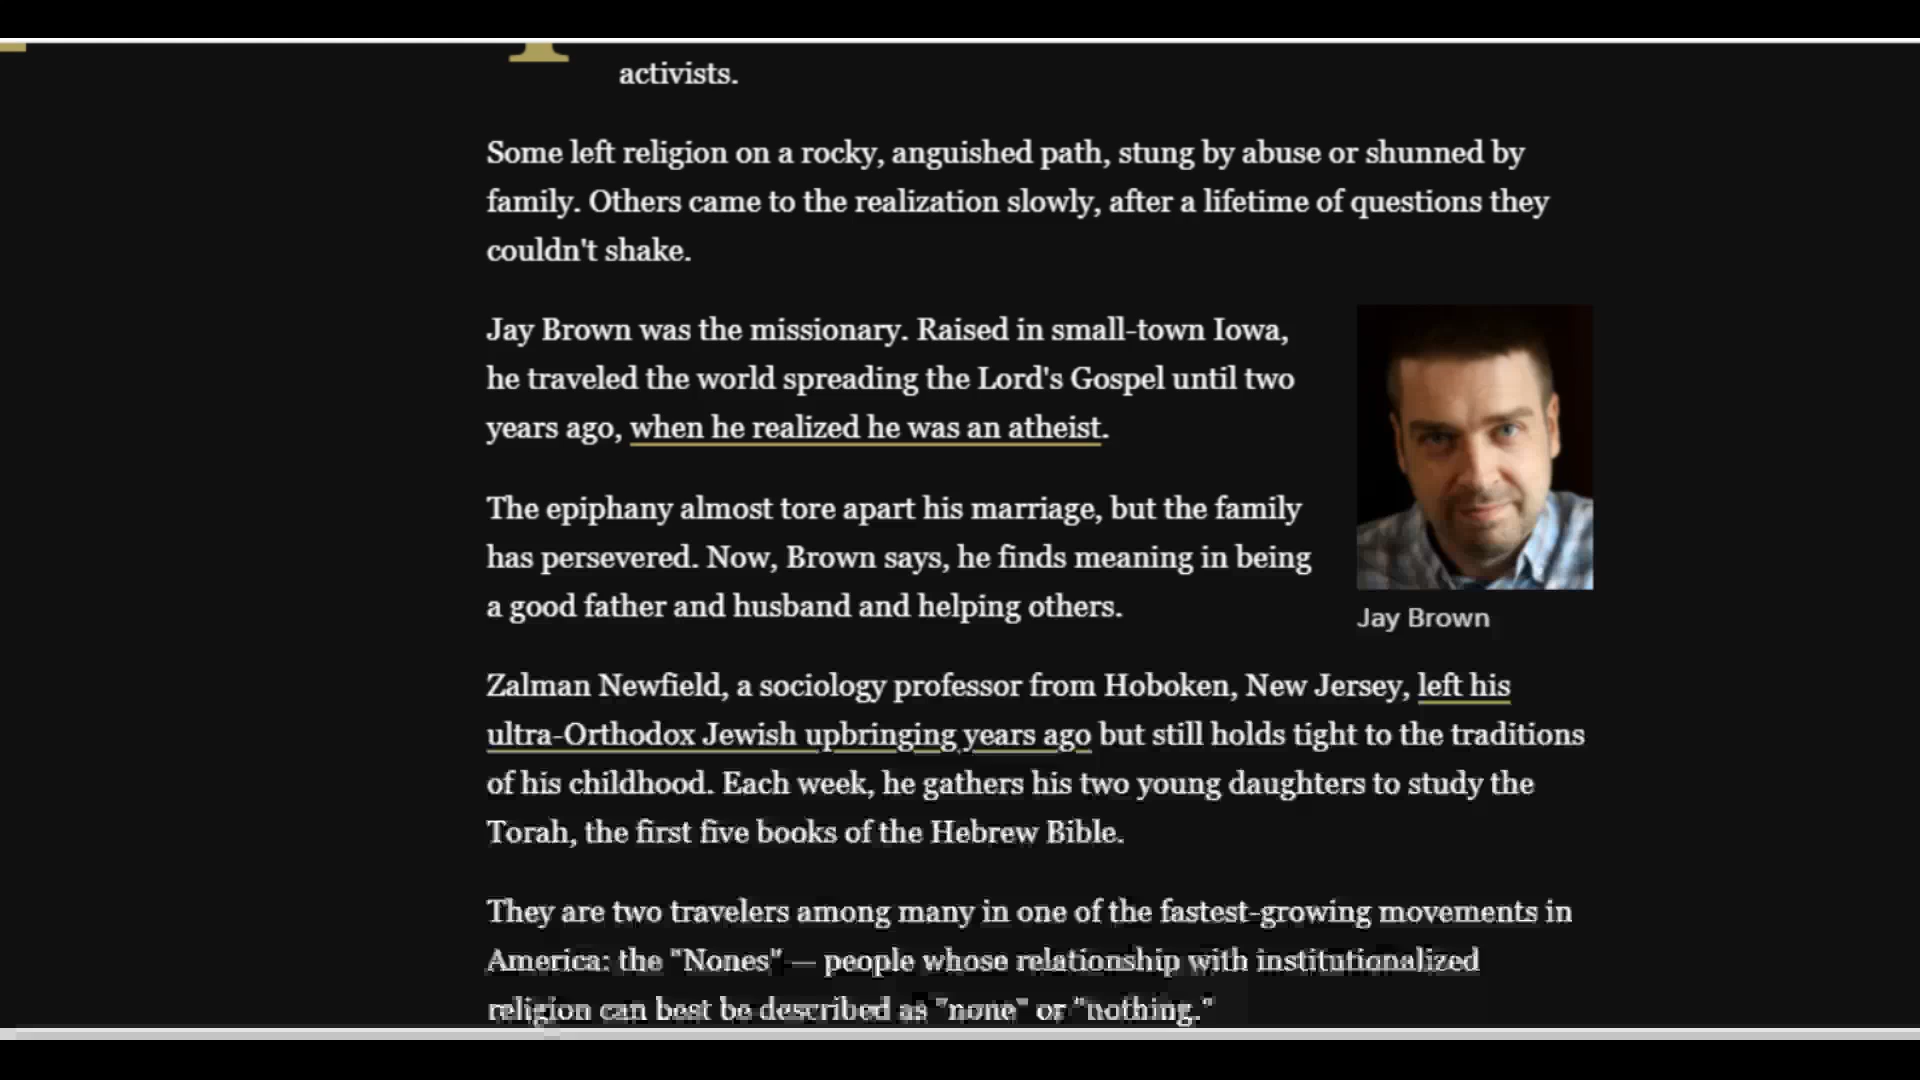 activists.
Some left religion on a rocky, anguished path, stung by abuse or shunned by
family. Others came to the realization slowly, after a lifetime of questions they
couldn't shake.
Jay Brown was the missionary. Raised in small-town Iowa,
he traveled the world spreading the Lord's Gospel until two
years ago, when he realized he was an atheist.
The epiphany almost tore apart his marriage, but the family
has persevered. Now, Brown says, he finds meaning in being
a good father and husband and helping others.
Jay Brown
Zalman Newfield, a sociology professor from Hoboken, New Jersey, left his
ultra-Orthodox Jewish upbringing years ago but still holds tight to the traditions
of his childhood. Each week, he gathers his two young daughters to study the
Torah, the first five books of the Hebrew Bible.
They are two travelers among many in one of the fastest-growing movements in
America: the "Nones" — people whose relationship with institutionalized
religion can best be described as "none" or "nothing."